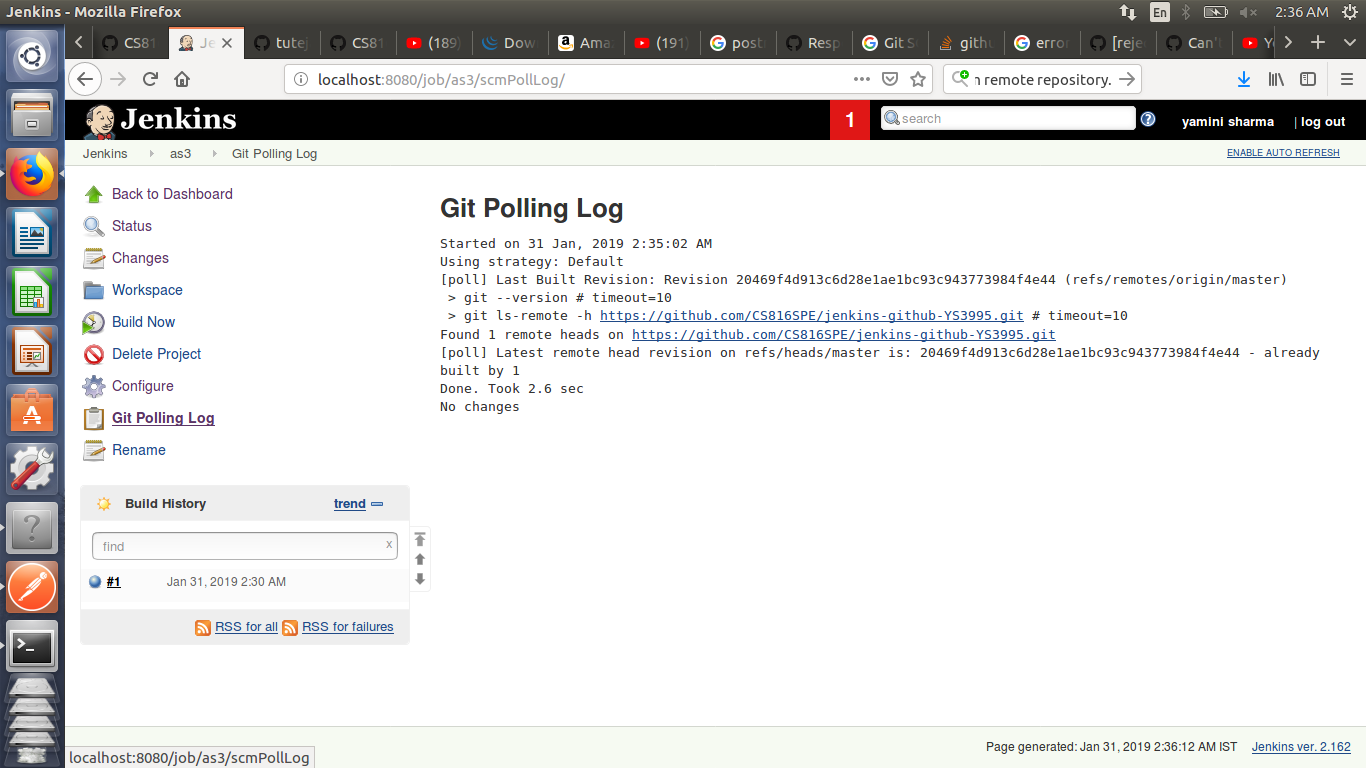 Jenkins - Mozilla Firefox
En
2:36 AM
CS81
Je
tute
CS81
(189)
Dow
Ama
(191)
post
Resp
Git S
githu
error
[reje
Can't
localhost:8080/job/as3/scmPollLog/
remote repository.
Jenkins
1
search
yamini sharma
| log out
Jenkins
as3
Git Polling Log
ENABLE AUTO REFRESH
Back to Dashboard
Status
Changes
Workspace
Build Now
Delete Project
Configure
Git Polling Log
Rename
Build History
trend
find
x
#1
Jan 31, 2019 2:30 AM
RSS for all
RSS for failures
Git Polling Log
Started on 31 Jan, 2019 2:35:02 AM
Using strategy: Default
[poll] Last Built Revision: Revision 20469f4d913c6d28e1ae1bc93c943773984f4e44 (refs/remotes/origin/master)
> git --version # timeout=10
> git ls-remote -h https://github.com/CS816SPE/jenkins-github-YS3995.git # timeout=10
Found 1 remote heads on https://github.com/CS816SPE/jenkins-github-YS3995.git
[poll] Latest remote head revision on refs/heads/master is: 20469f4d913c6d28e1ae1bc93c943773984f4e44 - already
built by 1
Done. Took 2.6 sec
No changes
Page generated: Jan 31, 2019 2:36:12 AM IST
Jenkins ver. 2.162
localhost:8080/job/as3/scmPollLog